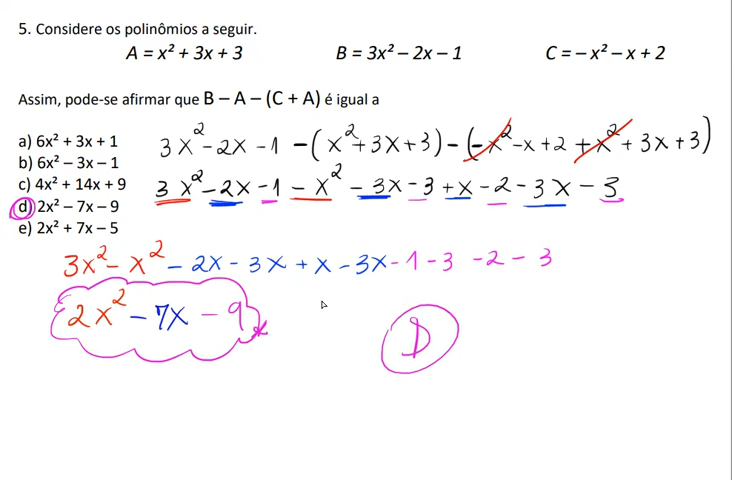 5. Considere os polinômios a seguir.
A = x² + 3x + 3 B = 3x² – 2x – 1 C = – x² – x + 2
Assim, pode-se afirmar que B – A – (C + A) é igual a
a) 6x² + 3x + 1
b) 6x² – 3x – 1
c) 4x² + 14x + 9
d) 2x² – 7x – 9
e) 2x² + 7x – 5
3x² - 2x - 1 - (x² + 3x + 3) - (-x² - x + 2 + x² + 3x + 3)
3x² - 2x - 1 - x² - 3x - 3 + x - 2 - 3x - 3
3x² - x² - 2x - 3x + x - 3x - 1 - 3 - 2 - 3
2x² - 7x - 9
D